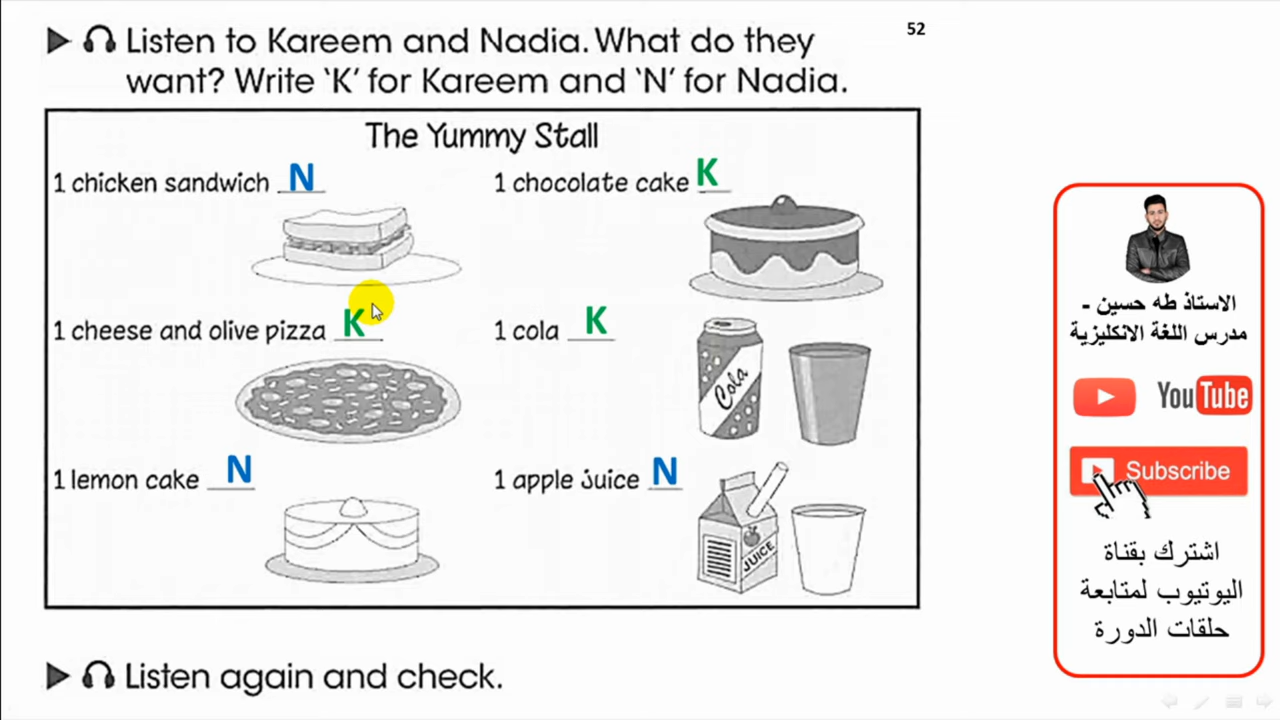 Listen to Kareem and Nadia. What do they
want? Write ‘K’ for Kareem and ‘N’ for Nadia.
52
The Yummy Stall
1 chicken sandwich N
1 chocolate cake K
1 cheese and olive pizza K
1 cola K
Cola
1 lemon cake N
1 apple juice N
JUICE
Listen again and check.
الاستاذ طه حسين -
مدرس اللغة الانكليزية
YouTube
Subscribe
اشترك بقناة
اليوتيوب لمتابعة
حلقات الدورة